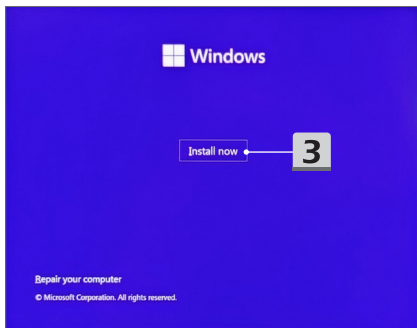 Windows
Install now
3
Repair your computer
© Microsoft Corporation. All rights reserved.